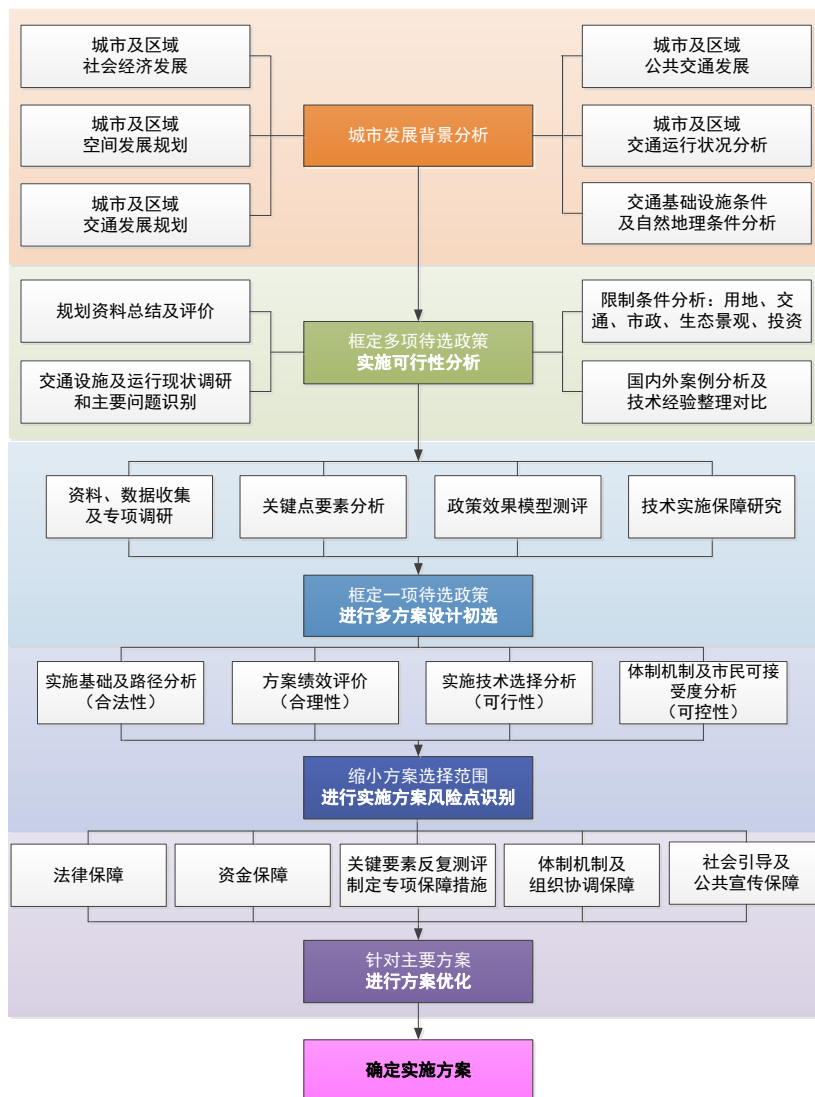 城市及区域
社会经济发展
城市及区域
公共交通发展
城市及区域
空间发展规划
城市发展背景分析
城市及区域
交通运行状况分析
城市及区域
交通发展规划
交通基础设施条件
及自然地理条件分析
规划资料总结及评价
限制条件分析：用地、交
通、市政、生态景观、投资
框定多项待选政策
实施可行性分析
交通设施及运行现状调研
和主要问题识别
国内外案例分析及
技术经验整理对比
资料、数据收集
及专项调研
关键点要素分析
政策效果模型测评
技术实施保障研究
框定一项待选政策
进行多方案设计初选
实施基础及路径分析
（合法性）
方案绩效评价
（合理性）
实施技术选择分析
（可行性）
体制机制及市民可接
受度分析
（可控性）
缩小方案选择范围
进行实施方案风险点识别
法律保障
资金保障
关键要素反复测评
制定专项保障措施
体制机制及
组织协调保障
社会引导及
公共宣传保障
针对主要方案
进行方案优化
确定实施方案